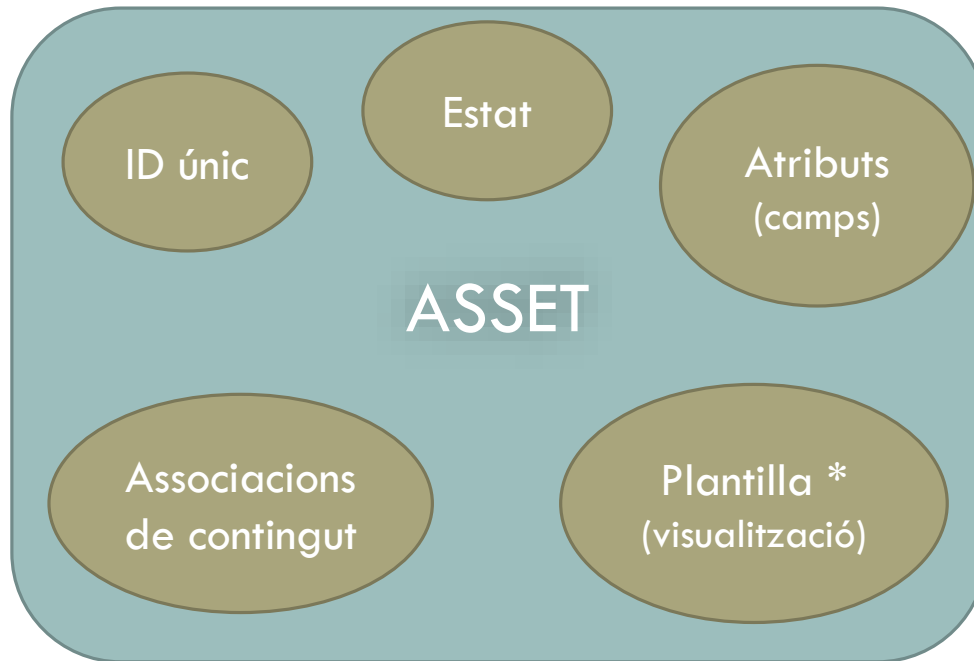 Estat
ID únic
Atributs
(camps)
ASSET
Associacions
de contingut
Plantilla *
(visualització)